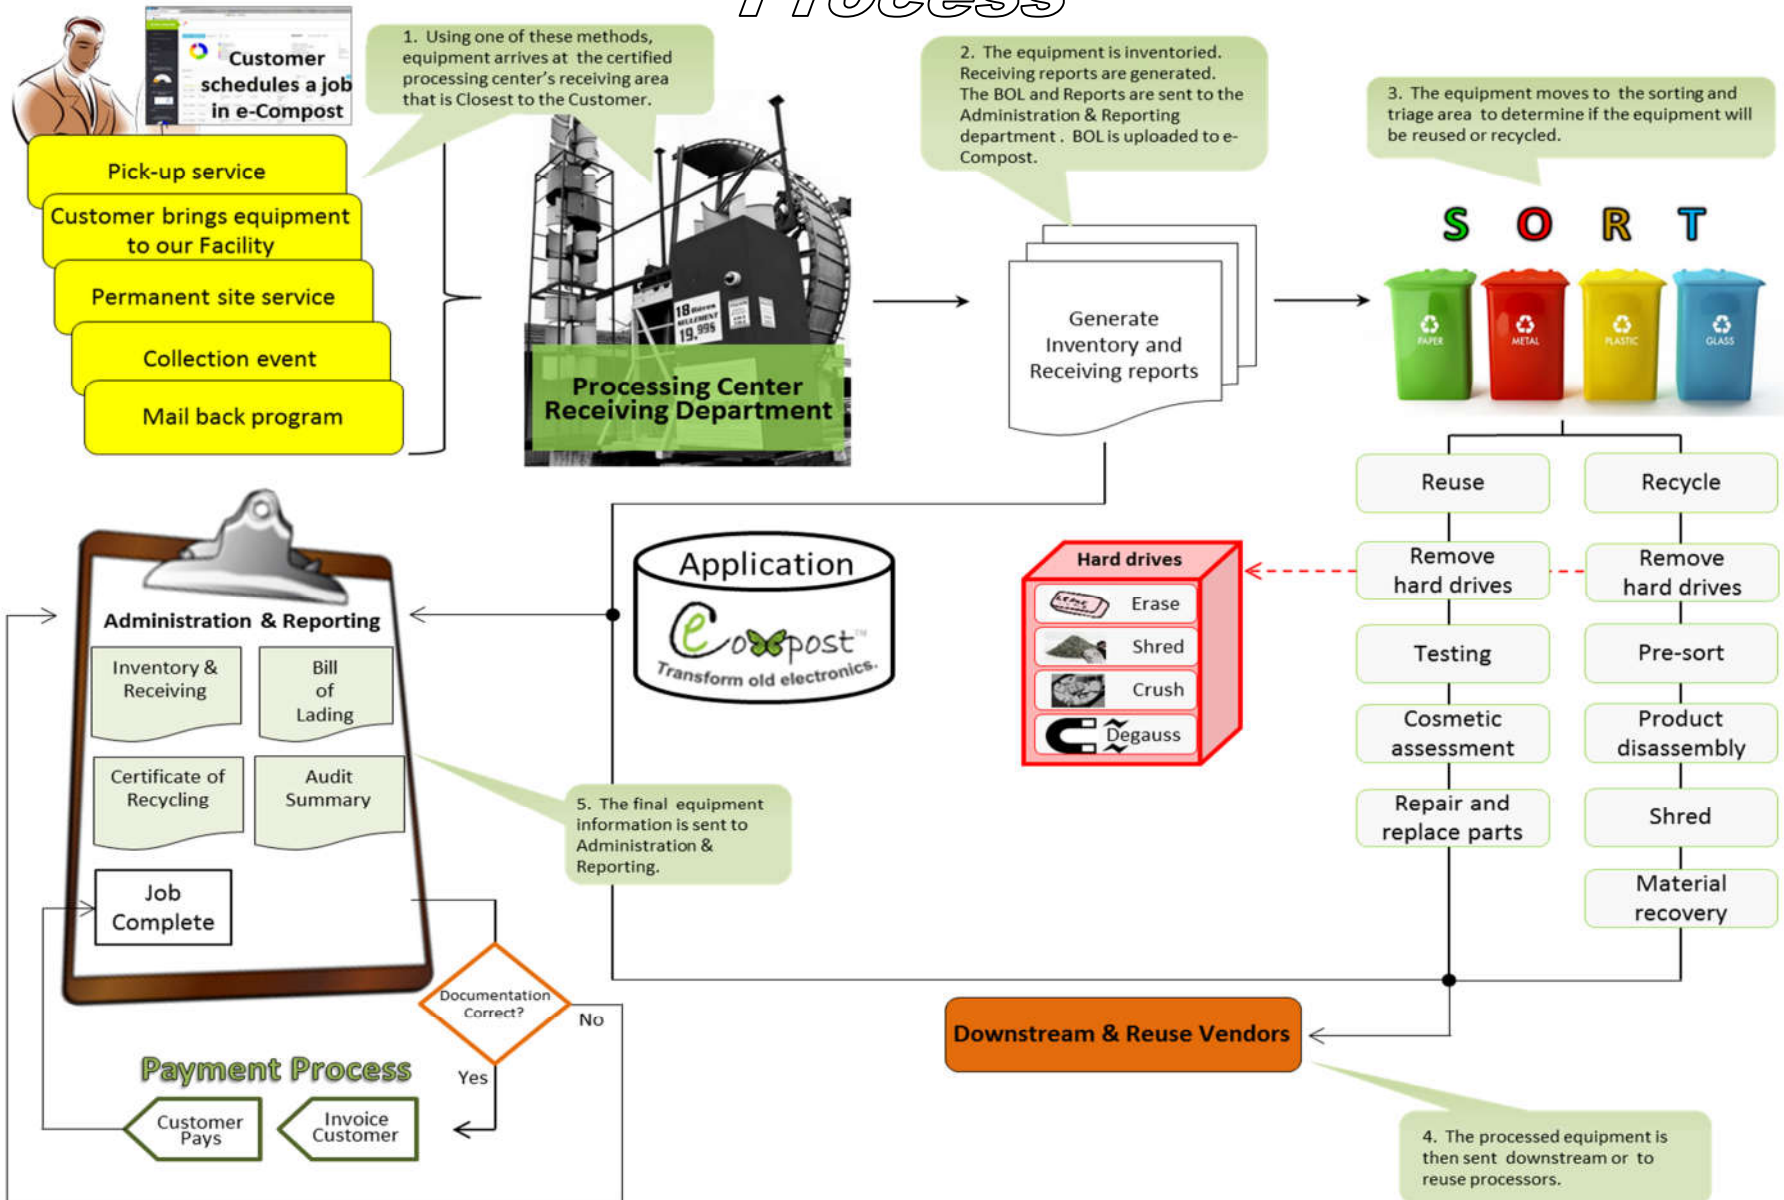 Process
Customer
schedules a job
in e-Compost
1. Using one of these methods,
equipment arrives at the certified
processing center's receiving area
that is Closest to the Customer.
2. The equipment is inventoried.
Receiving reports are generated.
The BOL and Reports are sent to the
Administration & Reporting
department . BOL is uploaded to e-
Compost.
3. The equipment moves to the sorting and
triage area to determine if the equipment will
be reused or recycled.
Pick-up service
Customer brings equipment
to our Facility
Permanent site service
Collection event
Mail back program
18
SEULEMENT
19.99$
Processing Center
Receiving Department
Generate
Inventory and
Receiving reports
S O R T
PAPER
METAL
PLASTIC
GLASS
Reuse
Remove
hard drives
Testing
Cosmetic
assessment
Repair and
replace parts
Recycle
Remove
hard drives
Pre-sort
Product
disassembly
Shred
Material
recovery
Hard drives
Erase
Shred
Crush
Degauss
Application
ecompost™
Transform old electronics.
Administration & Reporting
Inventory &
Receiving
Bill
of
Lading
Certificate of
Recycling
Audit
Summary
Job
Complete
5. The final equipment
information is sent to
Administration &
Reporting.
Documentation
Correct?
No
Yes
Payment Process
Customer
Pays
Invoice
Customer
Downstream & Reuse Vendors
4. The processed equipment is
then sent downstream or to
reuse processors.